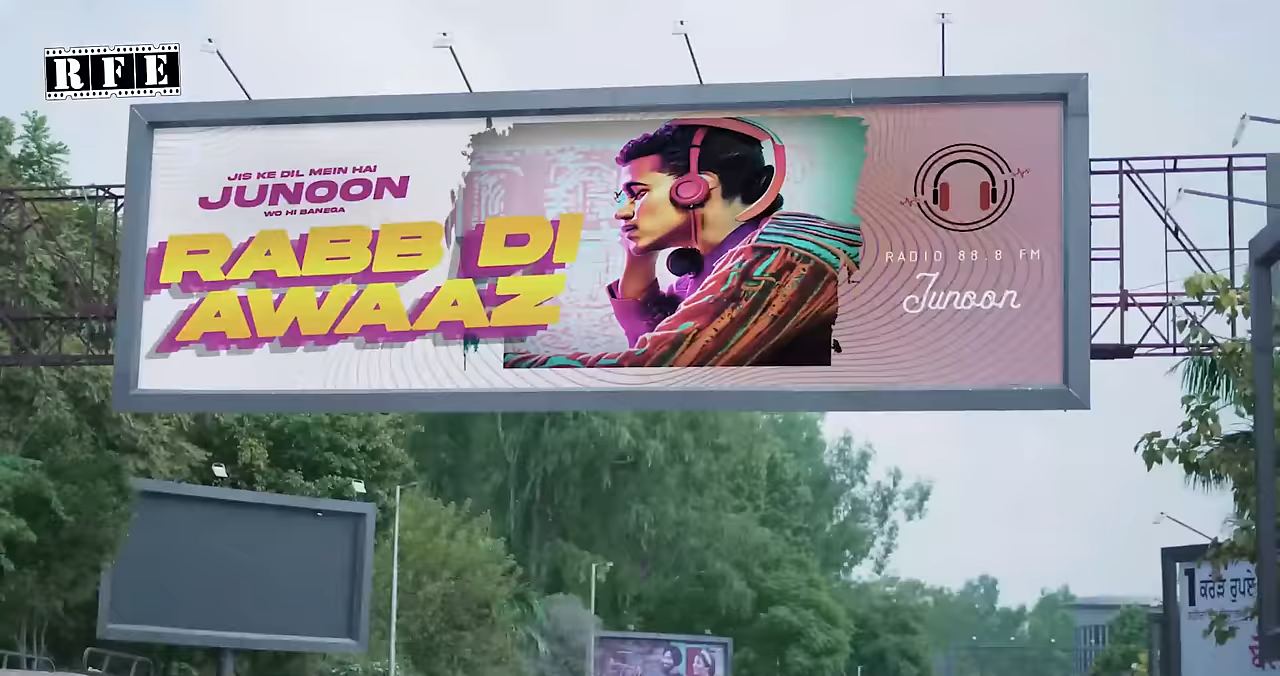 RFE
JIS KE DIL MEIN HAI
JUNOON
WO HI BANEGA
RABB DI
AWAAZ
RADIO 88.8 FM
Junoon
1 ਕਰੋੜ ਰੁਪਏ